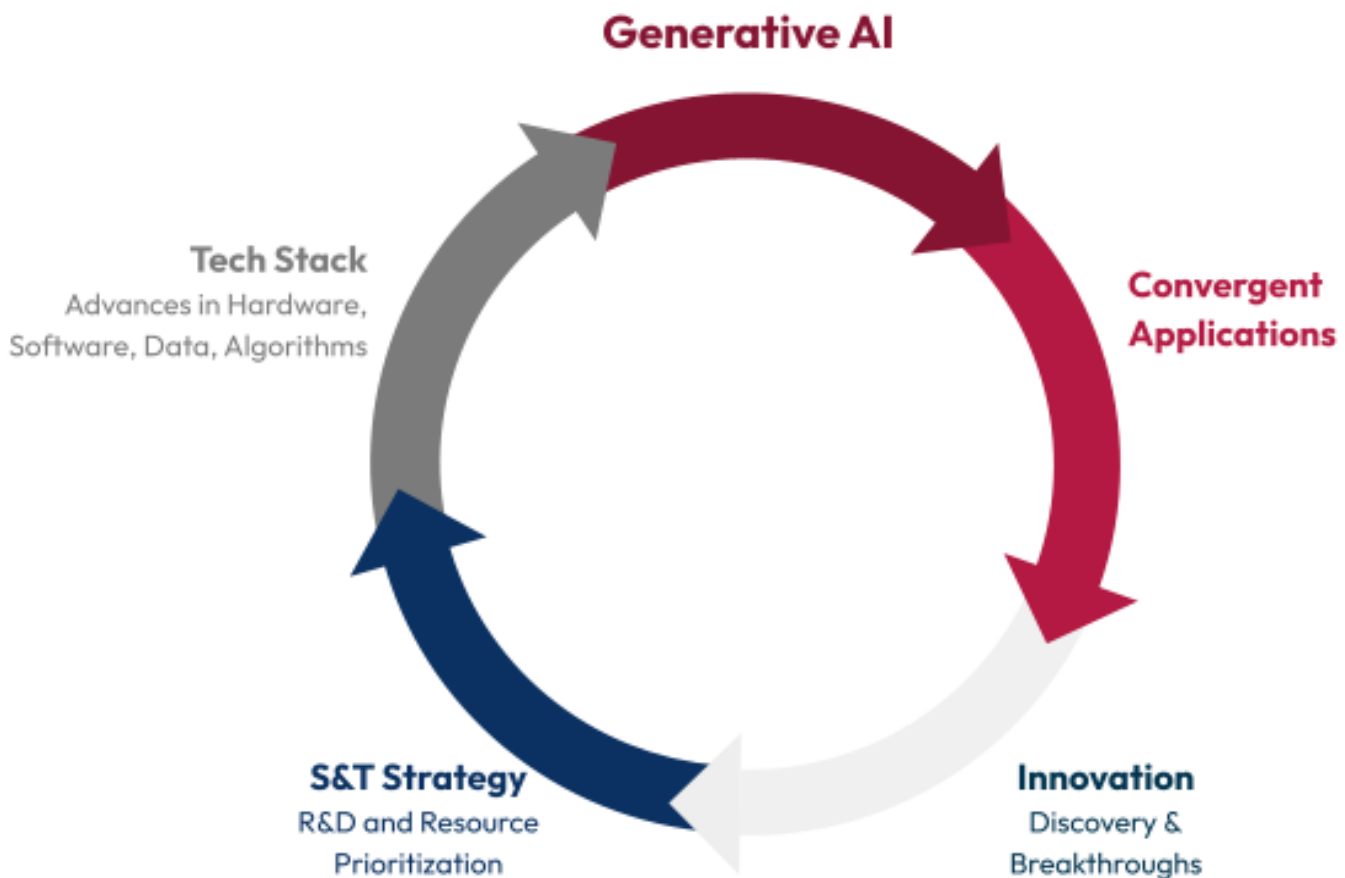 Generative AI
Tech Stack
Advances in Hardware,
Software, Data, Algorithms
Convergent
Applications
S&T Strategy
R&D and Resource
Prioritization
Innovation
Discovery &
Breakthroughs